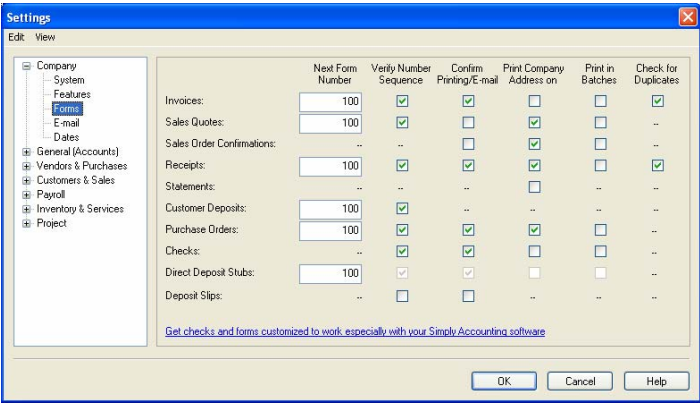 Settings
Edit View
Company
System
Features
Forms
E-mail
Dates
General (Accounts)
Vendors & Purchases
Customers & Sales
Payroll
Inventory & Services
Project
Next Form Number
Verify Number Sequence
Confirm Printing/E-mail
Print Company Address on
Print in Batches
Check for Duplicates
Invoices: 100
Sales Quotes: 100 --
Sales Order Confirmations: -- -- --
Receipts: 100
Statements: -- -- -- -- --
Customer Deposits: 100 -- -- -- --
Purchase Orders: 100 --
Checks: -- --
Direct Deposit Stubs: 100 --
Deposit Slips: -- -- -- --
Get checks and forms customized to work especially with your Simply Accounting software
OK Cancel Help